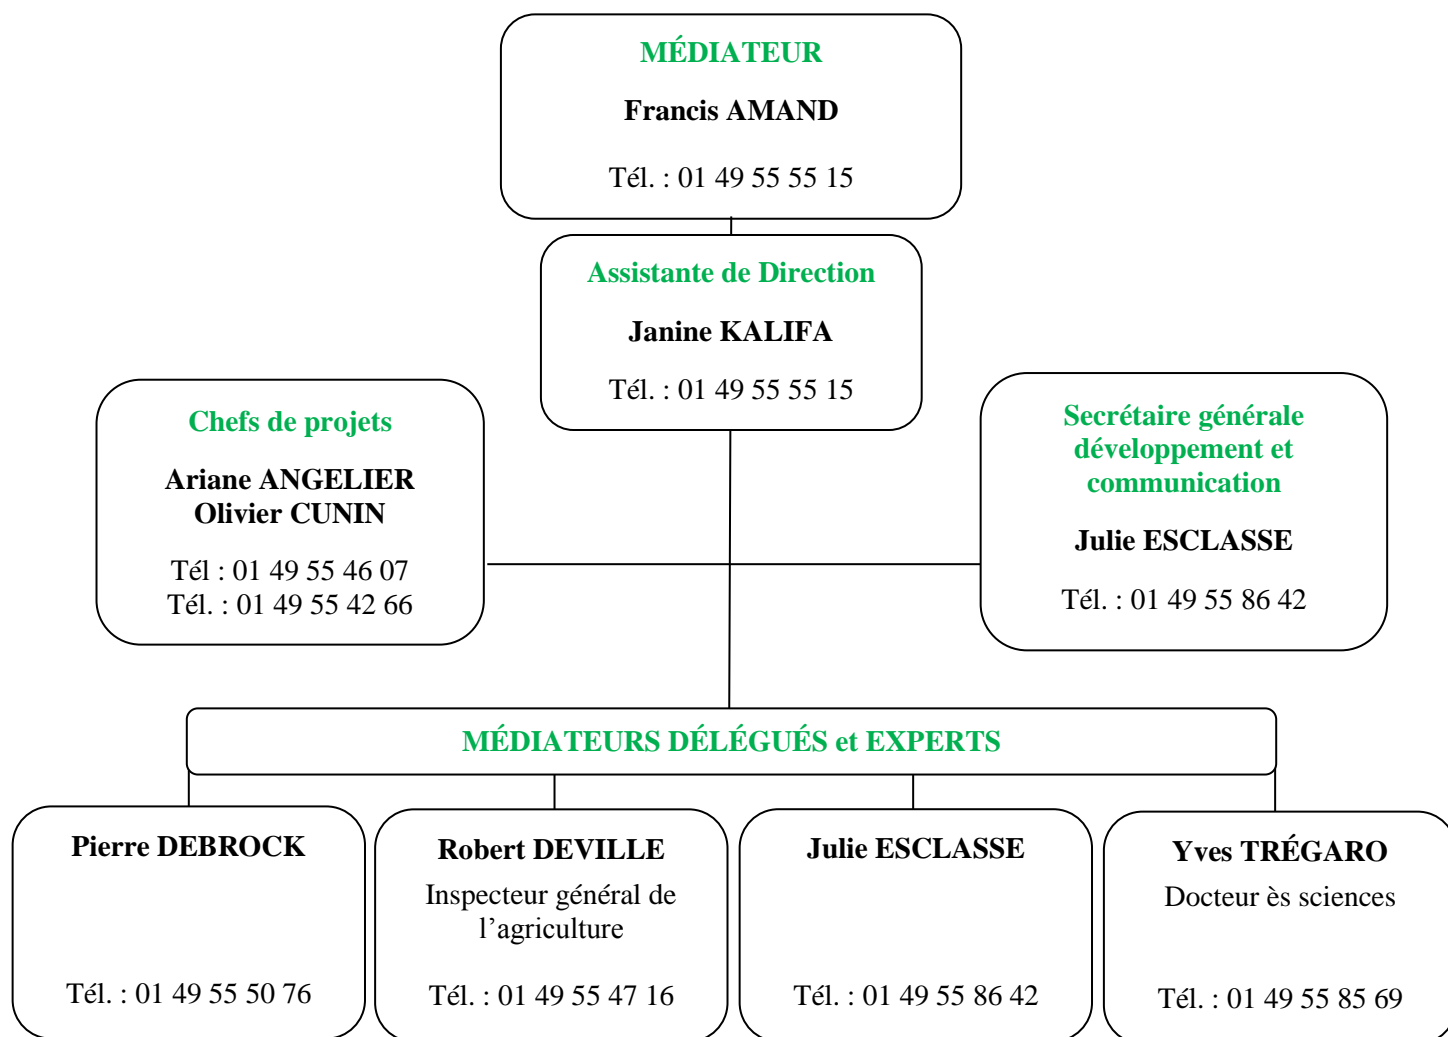 MÉDIATEUR
Francis AMAND
Tél. : 01 49 55 55 15
Assistante de Direction
Janine KALIFA
Tél. : 01 49 55 55 15
Chefs de projets
Ariane ANGELIER
Olivier CUNIN
Tél : 01 49 55 46 07
Tél. : 01 49 55 42 66
Secrétaire générale
développement et
communication
Julie ESCLASSE
Tél. : 01 49 55 86 42
MÉDIATEURS DÉLÉGUÉS et EXPERTS
Pierre DEBROCK
Tél. : 01 49 55 50 76
Robert DEVILLE
Inspecteur général de
l’agriculture
Tél. : 01 49 55 47 16
Julie ESCLASSE
Tél. : 01 49 55 86 42
Yves TRÉGARO
Docteur ès sciences
Tél. : 01 49 55 85 69